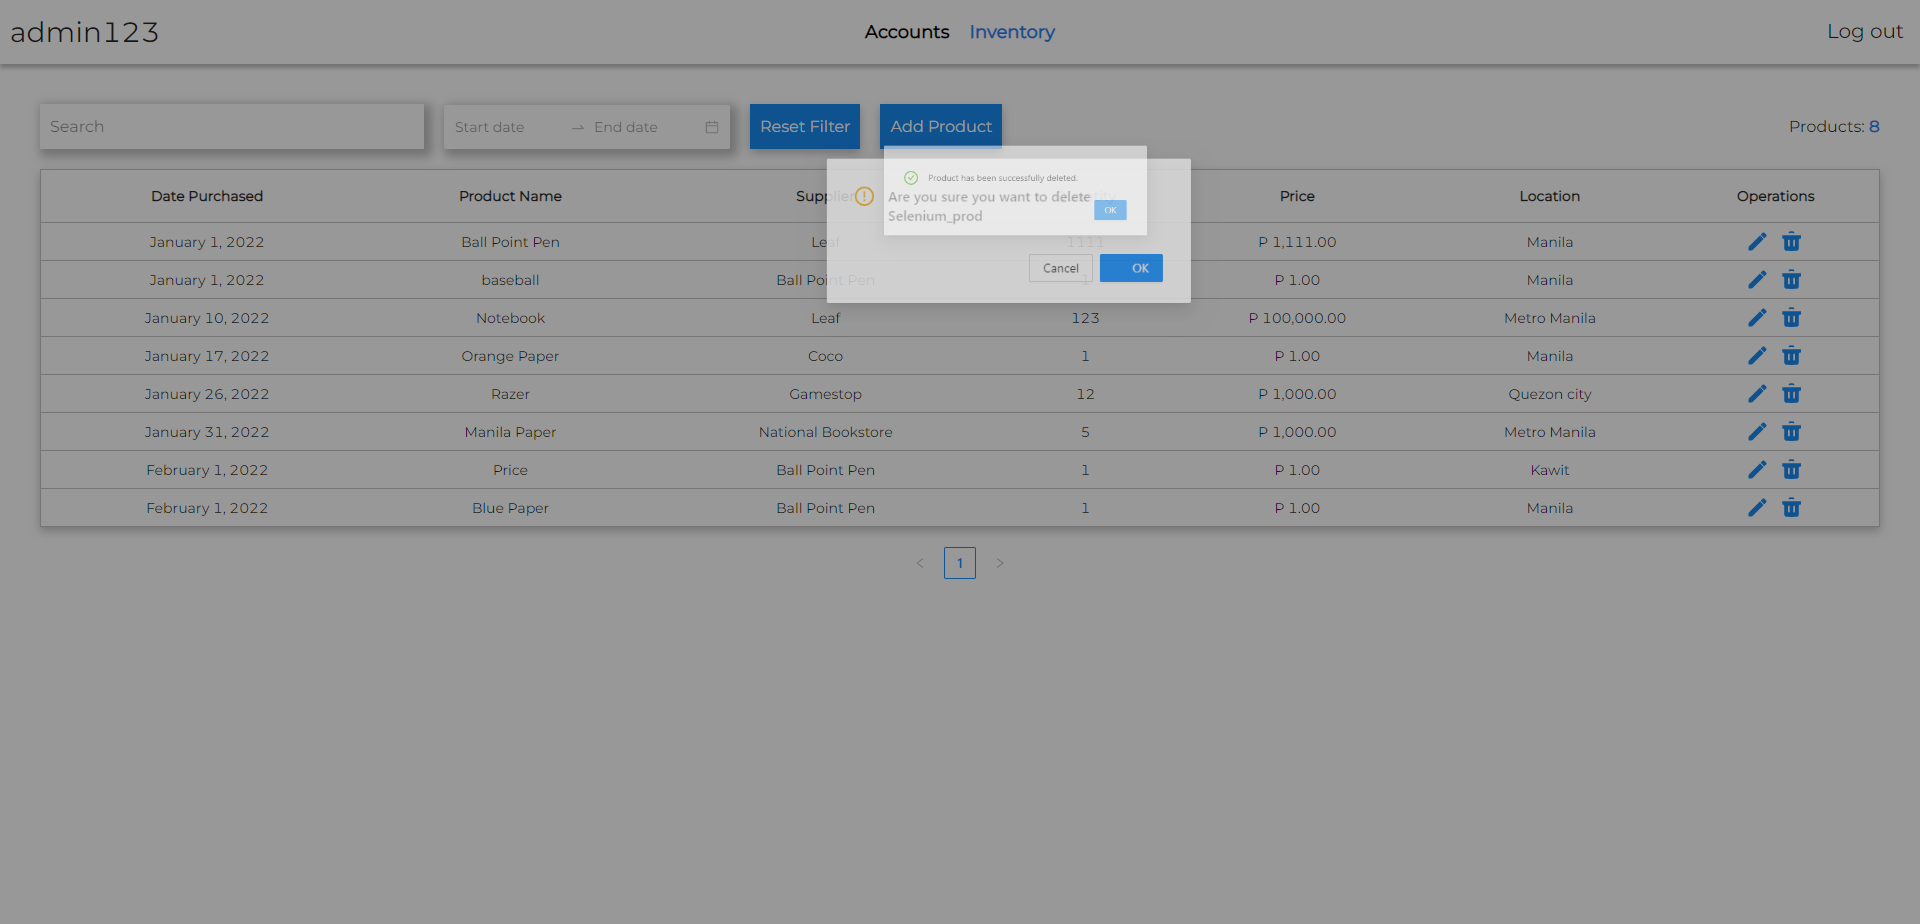 admin123 Accounts Inventory Log out
Search Start date End date Reset Filter Add Product Products: 8
Product has been successfully deleted.
Date Purchased Product Name Supplier Price Location Operations
Are you sure you want to delete
Selenium_prod
OK
Cancel OK
January 1, 2022 Ball Point Pen Leaf 1111 P 1,111.00 Manila
January 1, 2022 baseball Ball Point Pen 1 P 1.00 Manila
January 10, 2022 Notebook Leaf 123 P 100,000.00 Metro Manila
January 17, 2022 Orange Paper Coco 1 P 1.00 Manila
January 26, 2022 Razer Gamestop 12 P 1,000.00 Quezon city
January 31, 2022 Manila Paper National Bookstore 5 P 1,000.00 Metro Manila
February 1, 2022 Price Ball Point Pen 1 P 1.00 Kawit
February 1, 2022 Blue Paper Ball Point Pen 1 P 1.00 Manila
1